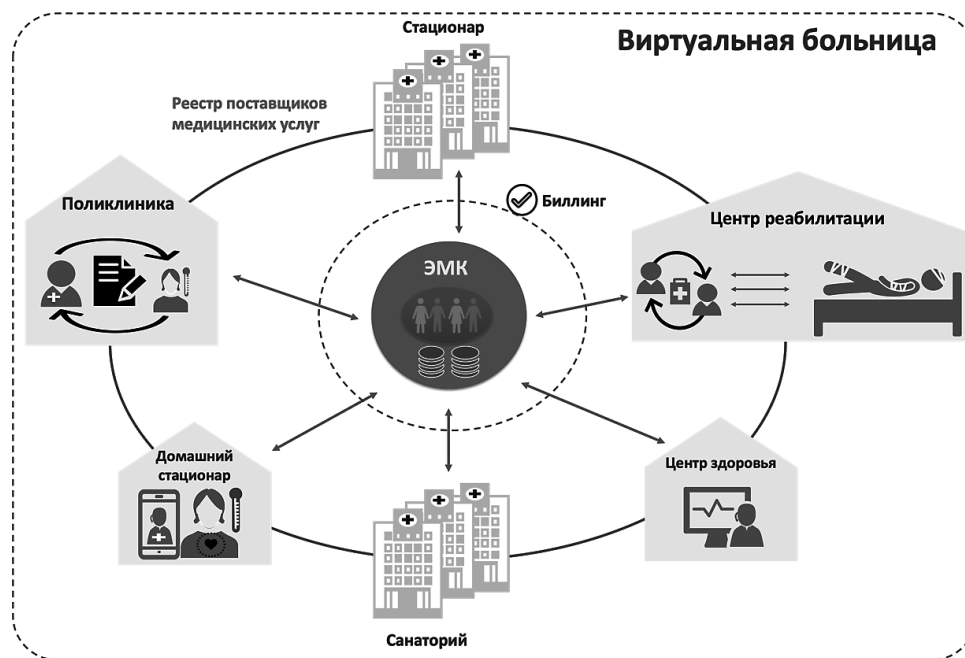 Стационар
Виртуальная больница
Реестр поставщиков
медицинских услуг
Поликлиника
Биллинг
Центр реабилитации
ЭМК
Домашний
стационар
Центр здоровья
Санаторий